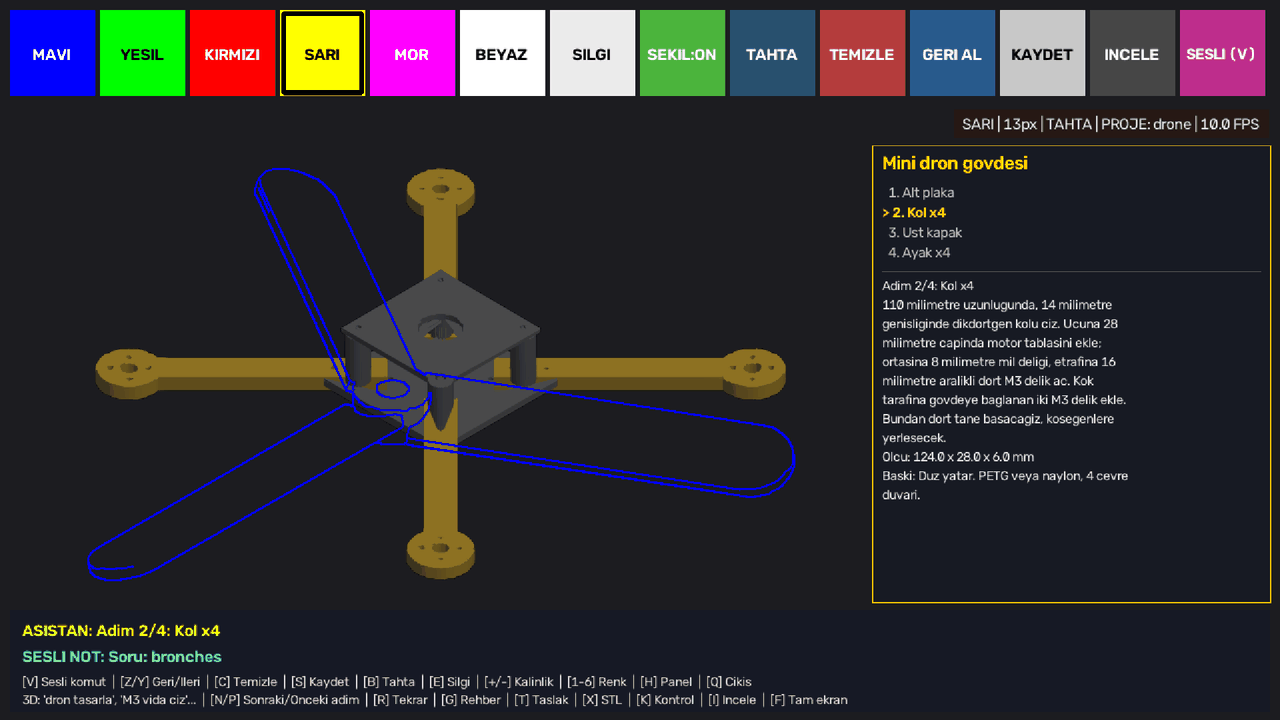 MAVI
YESIL
KIRMIZI
SARI
MOR
BEYAZ
SILGI
SEKIL:ON
TAHTA
TEMIZLE
GERI AL
KAYDET
INCELE
SESLI (V)
SARI | 13px | TAHTA | PROJE: drone | 10.0 FPS
Mini dron govdesi
1. Alt plaka
> 2. Kol x4
3. Ust kapak
4. Ayak x4
Adim 2/4: Kol x4
110 milimetre uzunlugunda, 14 milimetre
genisliginde dikdortgen kolu ciz. Ucuna 28
milimetre capinda motor tablasini ekle;
ortasina 8 milimetre mil deligi, etrafina 16
milimetre aralikli dort M3 delik ac. Kok
tarafina govdeye baglanan iki M3 delik ekle.
Bundan dort tane basacagiz, kosegenlere
yerlesecek.
Olcu: 124.0 x 28.0 x 6.0 mm
Baski: Duz yatar. PETG veya naylon, 4 cevre
duvari.
ASISTAN: Adim 2/4: Kol x4
SESLI NOT: Soru: bronches
[V] Sesli komut | [Z/Y] Geri/Ileri | [C] Temizle | [S] Kaydet | [B] Tahta | [E] Silgi | [+/-] Kalinlik | [1-6] Renk | [H] Panel | [Q] Cikis
3D: 'dron tasarla', 'M3 vida ciz'... | [N/P] Sonraki/Onceki adim | [R] Tekrar | [G] Rehber | [T] Taslak | [X] STL | [K] Kontrol | [I] Incele | [F] Tam ekran